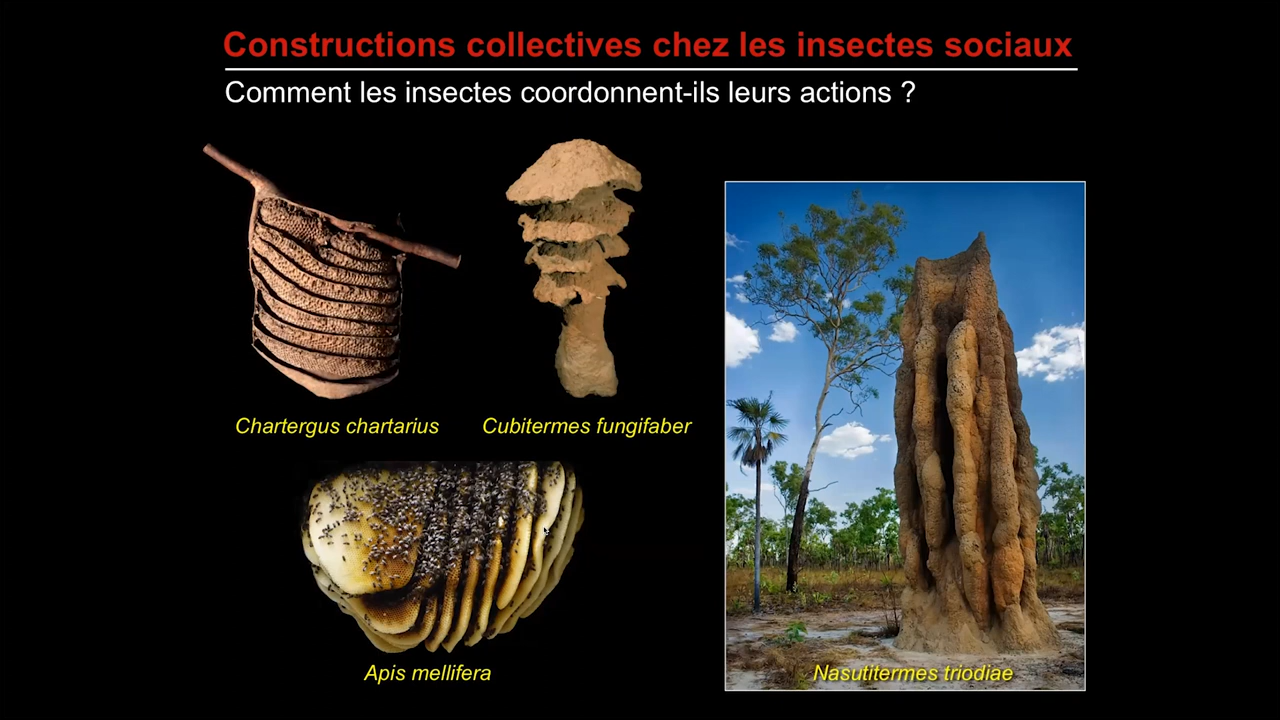 Constructions collectives chez les insectes sociaux
Comment les insectes coordonnent-ils leurs actions ?
Chartergus chartarius
Cubitermes fungifaber
Apis mellifera
Nasutitermes triodiae